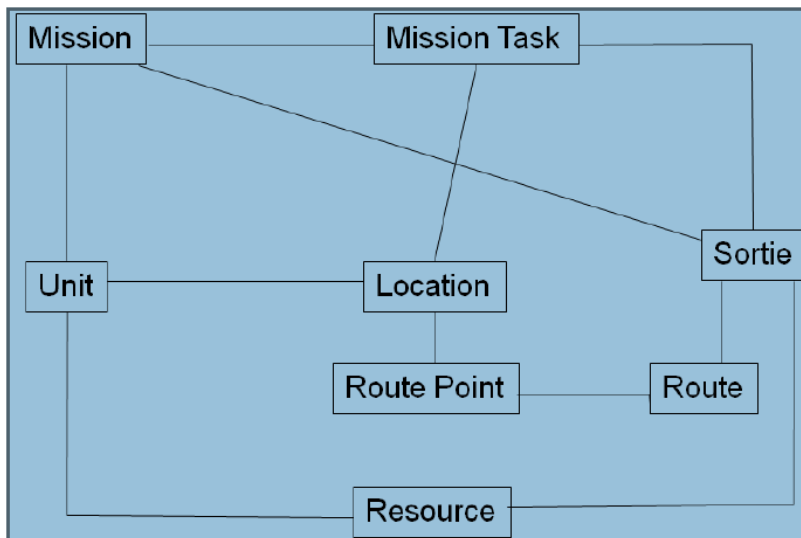 Mission
Mission Task
Sortie
Unit
Location
Route Point
Route
Resource